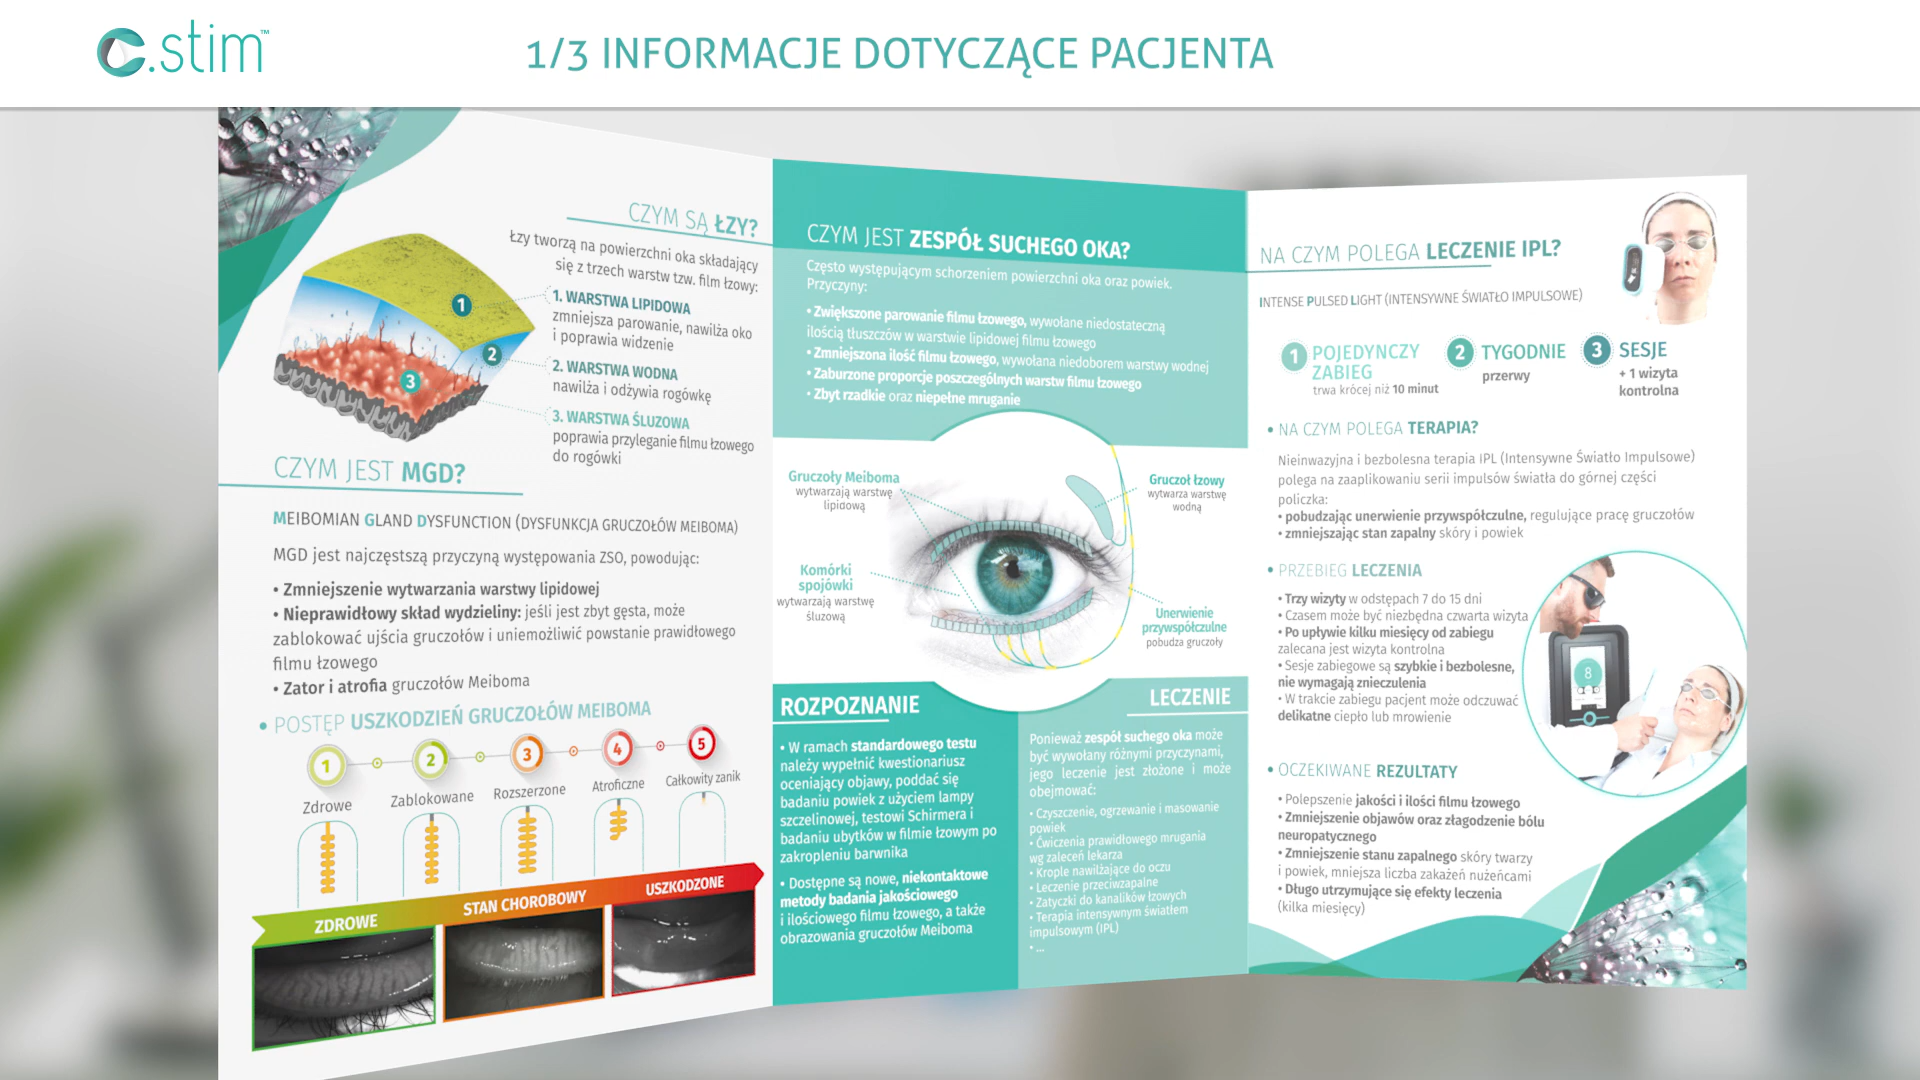 c.stim™
1/3 INFORMACJE DOTYCZĄCE PACJENTA
CZYM SĄ ŁZY?
Łzy tworzą na powierzchni oka składający
się z trzech warstw tzw. film łzowy:
1. WARSTWA LIPIDOWA
zmniejsza parowanie, nawilża oko
i poprawia widzenie
2. WARSTWA WODNA
nawilża i odżywia rogówkę
3. WARSTWA ŚLUZOWA
poprawia przyleganie filmu łzowego
do rogówki
1
2
3
CZYM JEST MGD?
MEIBOMIAN GLAND DYSFUNCTION (DYSFUNKCJA GRUCZOŁÓW MEIBOMA)
MGD jest najczęstszą przyczyną występowania ZSO, powodując:
• Zmniejszenie wytwarzania warstwy lipidowej
• Nieprawidłowy skład wydzieliny: jeśli jest zbyt gęsta, może
zablokować ujścia gruczołów i uniemożliwić powstanie prawidłowego
filmu łzowego
• Zator i atrofia gruczołów Meiboma
• POSTĘP USZKODZIEŃ GRUCZOŁÓW MEIBOMA
1 2 3 4 5
Zdrowe Zablokowane Rozszerzone Atroficzne Całkowity zanik
ZDROWE STAN CHOROBOWY USZKODZONE
CZYM JEST ZESPÓŁ SUCHEGO OKA?
Często występującym schorzeniem powierzchni oka oraz powiek.
Przyczyny:
• Zwiększone parowanie filmu łzowego, wywołane niedostateczną
ilością tłuszczów w warstwie lipidowej filmu łzowego
• Zmniejszona ilość filmu łzowego, wywołana niedoborem warstwy wodnej
• Zaburzone proporcje poszczególnych warstw filmu łzowego
• Zbyt rzadkie oraz niepełne mruganie
Gruczoły Meiboma
wytwarzają warstwę
lipidową
Gruczoł łzowy
wytwarza warstwę
wodną
Komórki
spojówki
wytwarzają warstwę
śluzową
Unerwienie
przywspółczulne
pobudza gruczoły
ROZPOZNANIE
• W ramach standardowego testu
należy wypełnić kwestionariusz
oceniający objawy, poddać się
badaniu powiek z użyciem lampy
szczelinowej, testowi Schirmera i
badaniu ubytków w filmie łzowym po
zakropleniu barwnika
• Dostępne są nowe, niekontaktowe
metody badania jakościowego
i ilościowego filmu łzowego, a także
obrazowania gruczołów Meiboma
LECZENIE
Ponieważ zespół suchego oka może
być wywołany różnymi przyczynami,
jego leczenie jest złożone i może
obejmować:
• Czyszczenie, ogrzewanie i masowanie
powiek
• Ćwiczenia prawidłowego mrugania
wg zaleceń lekarza
• Krople nawilżające do oczu
• Leczenie przeciwzapalne
• Zatyczki do kanalików łzowych
• Terapia intensywnym światłem
impulsowym (IPL)
• ...
NA CZYM POLEGA LECZENIE IPL?
INTENSE PULSED LIGHT (INTENSYWNE ŚWIATŁO IMPULSOWE)
1 POJEDYNCZY
ZABIEG
trwa krócej niż 10 minut
2 TYGODNIE
przerwy
3 SESJE
+ 1 wizyta
kontrolna
• NA CZYM POLEGA TERAPIA?
Nieinwazyjna i bezbolesna terapia IPL (Intensywne Światło Impulsowe)
polega na zaaplikowaniu serii impulsów światła do górnej części
policzka:
• pobudzając unerwienie przywspółczulne, regulujące pracę gruczołów
• zmniejszając stan zapalny skóry i powiek
• PRZEBIEG LECZENIA
• Trzy wizyty w odstępach 7 do 15 dni
• Czasem może być niezbędna czwarta wizyta
• Po upływie kilku miesięcy od zabiegu
zalecana jest wizyta kontrolna
• Sesje zabiegowe są szybkie i bezbolesne,
nie wymagają znieczulenia
• W trakcie zabiegu pacjent może odczuwać
delikatne ciepło lub mrowienie
8
• OCZEKIWANE REZULTATY
• Polepszenie jakości i ilości filmu łzowego
• Zmniejszenie objawów oraz złagodzenie bólu
neuropatycznego
• Zmniejszenie stanu zapalnego skóry twarzy
i powiek, mniejsza liczba zakażeń nużeńcami
• Długo utrzymujące się efekty leczenia
(kilka miesięcy)